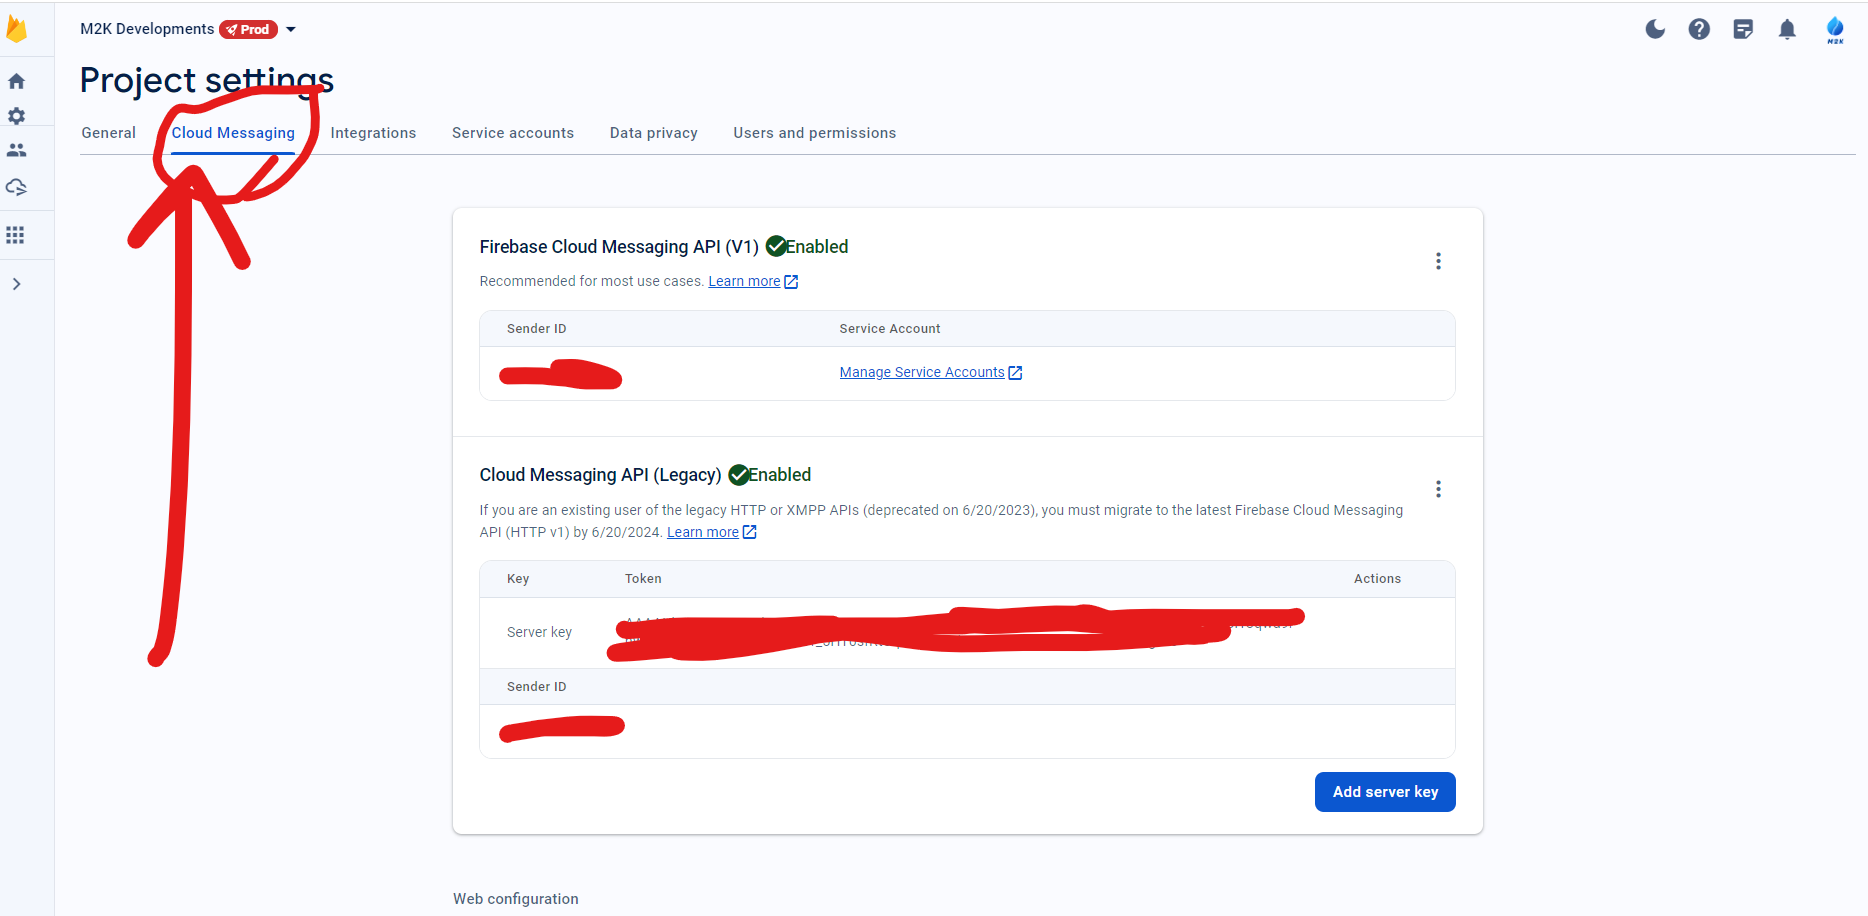 M2K Developments Prod
Project settings
General Cloud Messaging Integrations Service accounts Data privacy Users and permissions
M2K
Firebase Cloud Messaging API (V1) Enabled
Recommended for most use cases. Learn more
Sender ID Service Account
Manage Service Accounts
Cloud Messaging API (Legacy) Enabled
If you are an existing user of the legacy HTTP or XMPP APIs (deprecated on 6/20/2023), you must migrate to the latest Firebase Cloud Messaging
API (HTTP v1) by 6/20/2024. Learn more
Key Token Actions
Server key
Sender ID
Add server key
Web configuration